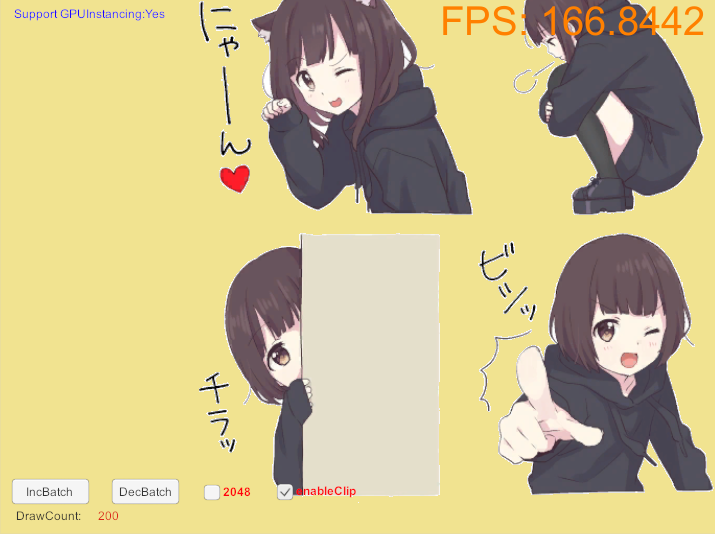 Support GPUInstancing:Yes
FPS: 166.8442
にゃーん
ビシッ
チラッ
IncBatch
DecBatch
2048
enableClip
DrawCount: 200